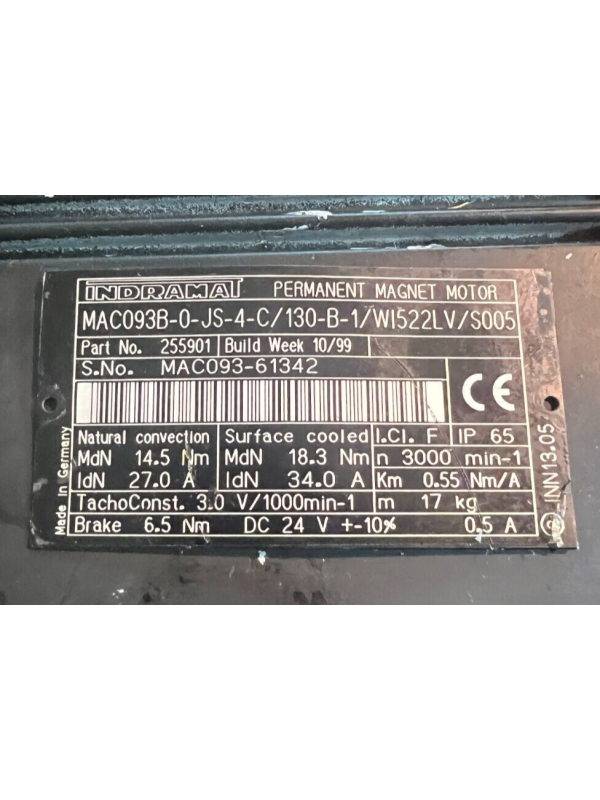 INDRAMAT PERMANENT MAGNET MOTOR
MAC093B-0-JS-4-C/130-B-1/WI522LV/S005
Part No. 255901 Build Week 10/99
S.No. MAC093-61342
CE
Natural convection Surface cooled I.Cl. F IP 65
MdN 14.5 Nm MdN 18.3 Nm n 3000 min-1
IdN 27.0 A IdN 34.0 A Km 0.55 Nm/A
TachoConst. 3.0 V/1000min-1 m 17 kg
Brake 6.5 Nm DC 24 V +-10% 0.5 A
Made in Germany
INN13.05